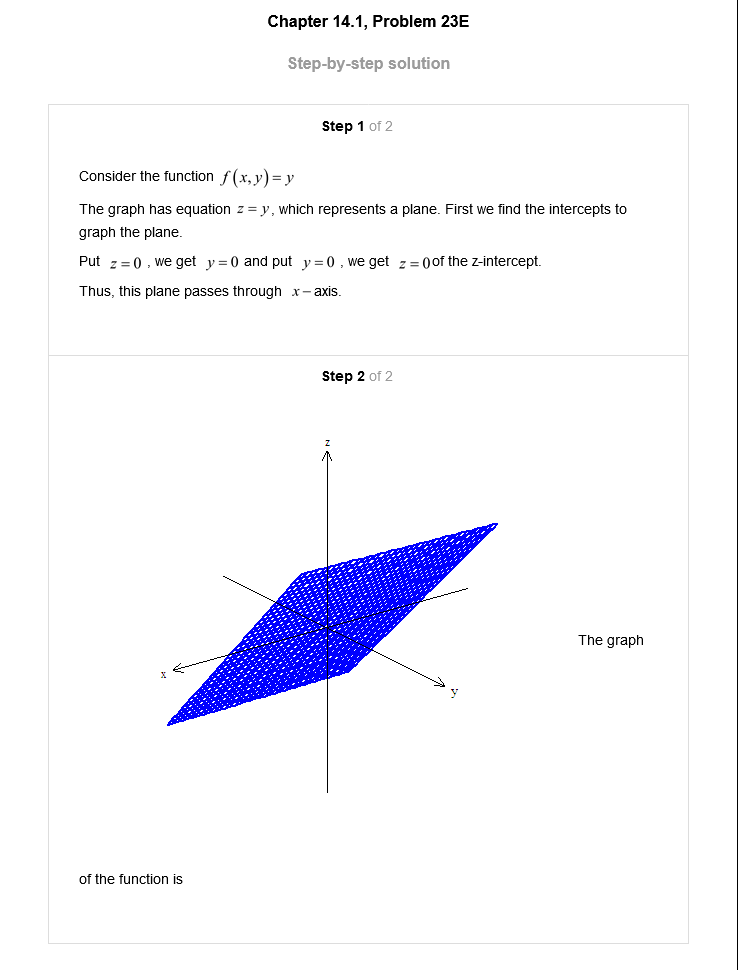 Chapter 14.1, Problem 23E
Step-by-step solution
Step 1 of 2
Consider the function f(x,y)=y
The graph has equation z=y, which represents a plane. First we find the intercepts to
graph the plane.
Put z=0 , we get y=0 and put y=0 , we get z=0of the z-intercept.
Thus, this plane passes through x−axis.
Step 2 of 2
z
x
y
The graph
of the function is